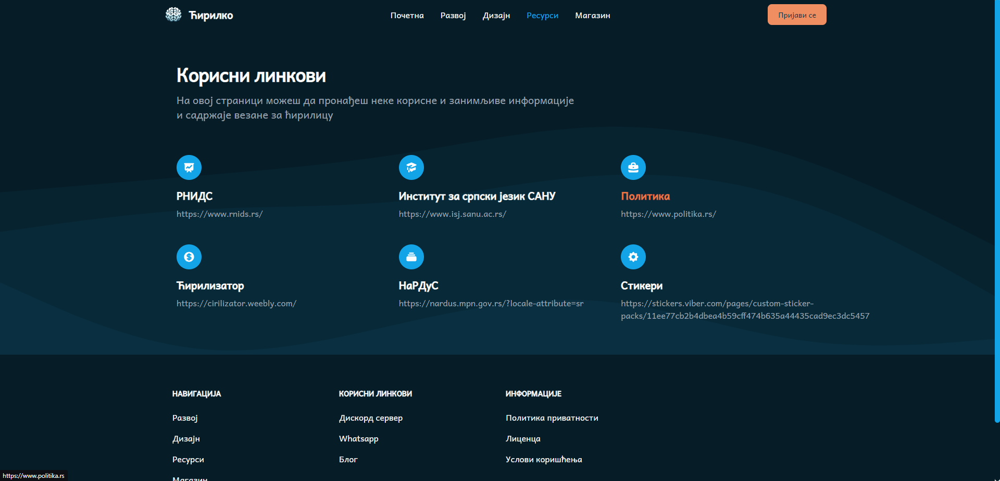 Ћирилко
Почетна
Развој
Дизајн
Ресурси
Магазин
Пријави се
Корисни линкови
На овој страници можеш да пронађеш неке корисне и занимљиве информације
и садржаје везане за ћирилицу
РНИДС
https://www.rnids.rs/
Институт за српски језик САНУ
https://www.isj.sanu.ac.rs/
Политика
https://www.politika.rs/
Ћирилизатор
https://cirilizator.weebly.com/
НаРДуС
https://nardus.mpn.gov.rs/?locale-attribute=sr
Стикери
https://stickers.viber.com/pages/custom-sticker-
packs/11ee77cb2b4dbea4b59cff474b635a44435cad9ec3dc5457
НАВИГАЦИЈА
Развој
Дизајн
Ресурси
Магазин
КОРИСНИ ЛИНКОВИ
Дискорд сервер
Whatsapp
Блог
ИНФОРМАЦИЈЕ
Политика приватности
Лиценца
Услови коришћења
https://www.politika.rs